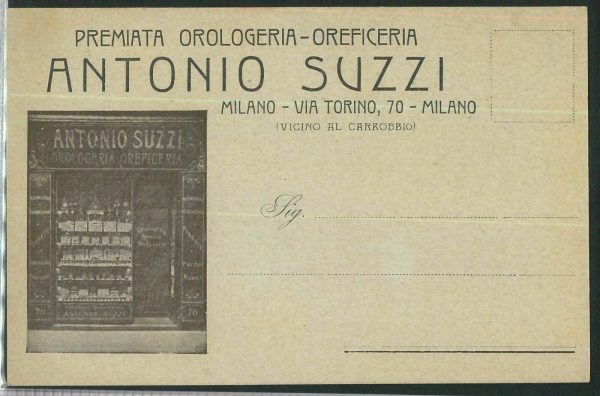 PREMIATA OROLOGERIA-OREFICERIA
ANTONIO SUZZI
MILANO - VIA TORINO, 70 - MILANO
(VICINO AL CARROBBIO)
ANTONIO SUZZI
OROLOGERIA OREFICERIA
70
70
ANTONIO SUZZI
Sig.